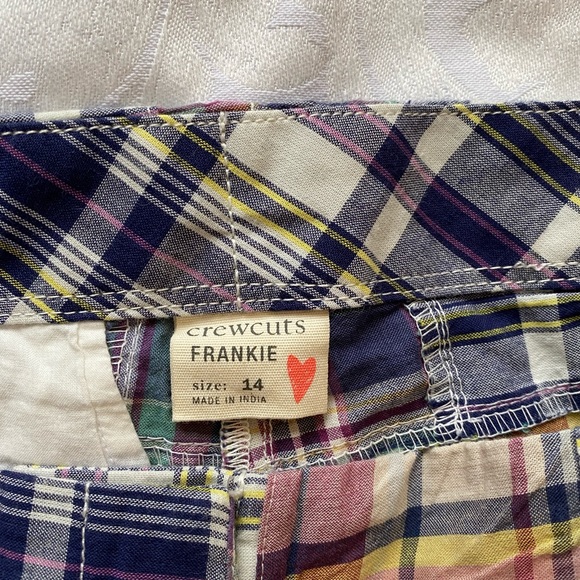 crewcuts
FRANKIE
size: 14
MADE IN INDIA